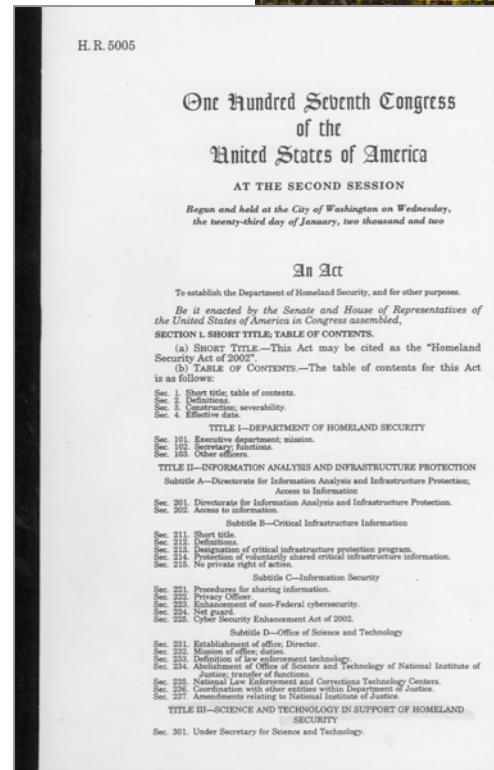 H. R. 5005
One Hundred Seventh Congress
of the
United States of America
AT THE SECOND SESSION
Begun and held at the City of Washington on Wednesday,
the twenty-third day of January, two thousand and two
An Act
To establish the Department of Homeland Security, and for other purposes.
Be it enacted by the Senate and House of Representatives of
the United States of America in Congress assembled,
SECTION 1. SHORT TITLE; TABLE OF CONTENTS.
(a) SHORT TITLE.—This Act may be cited as the “Homeland
Security Act of 2002”.
(b) TABLE OF CONTENTS.—The table of contents for this Act
is as follows:
Sec. 1. Short title; table of contents.
Sec. 2. Definitions.
Sec. 3. Construction; severability.
Sec. 4. Effective date.
TITLE I—DEPARTMENT OF HOMELAND SECURITY
Sec. 101. Executive department; mission.
Sec. 102. Secretary; functions.
Sec. 103. Other officers.
TITLE II—INFORMATION ANALYSIS AND INFRASTRUCTURE PROTECTION
Subtitle A—Directorate for Information Analysis and Infrastructure Protection;
Access to Information
Sec. 201. Directorate for Information Analysis and Infrastructure Protection.
Sec. 202. Access to information.
Subtitle B—Critical Infrastructure Information
Sec. 211. Short title.
Sec. 212. Definitions.
Sec. 213. Designation of critical infrastructure protection program.
Sec. 214. Protection of voluntarily shared critical infrastructure information.
Sec. 215. No private right of action.
Subtitle C—Information Security
Sec. 221. Procedures for sharing information.
Sec. 222. Privacy Officer.
Sec. 223. Enhancement of non-Federal cybersecurity.
Sec. 224. Net guard.
Sec. 225. Cyber Security Enhancement Act of 2002.
Subtitle D—Office of Science and Technology
Sec. 231. Establishment of office; Director.
Sec. 232. Mission of office; duties.
Sec. 233. Definition of law enforcement technology.
Sec. 234. Abolishment of Office of Science and Technology of National Institute of
Justice; transfer of functions.
Sec. 235. National Law Enforcement and Corrections Technology Centers.
Sec. 236. Coordination with other entities within Department of Justice.
Sec. 237. Amendments relating to National Institute of Justice.
TITLE III—SCIENCE AND TECHNOLOGY IN SUPPORT OF HOMELAND
SECURITY
Sec. 301. Under Secretary for Science and Technology.